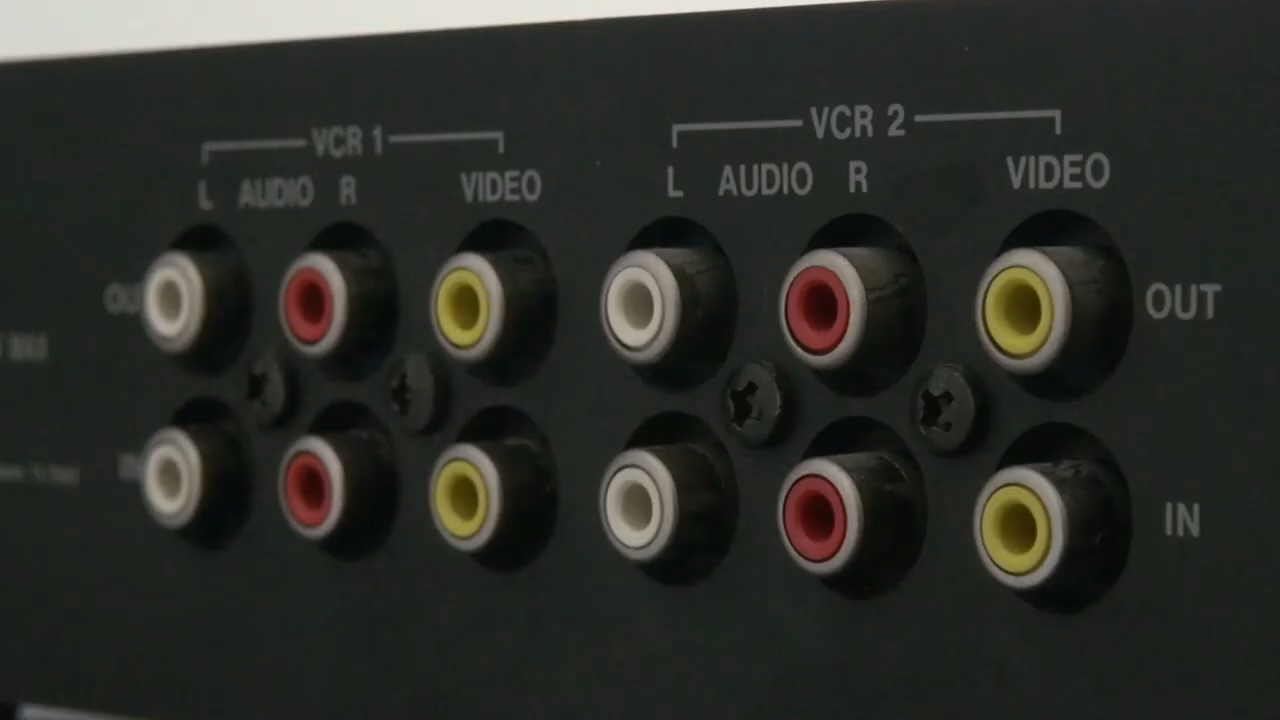 VCR 1 VCR 2
L AUDIO R VIDEO L AUDIO R VIDEO
OUT
IN